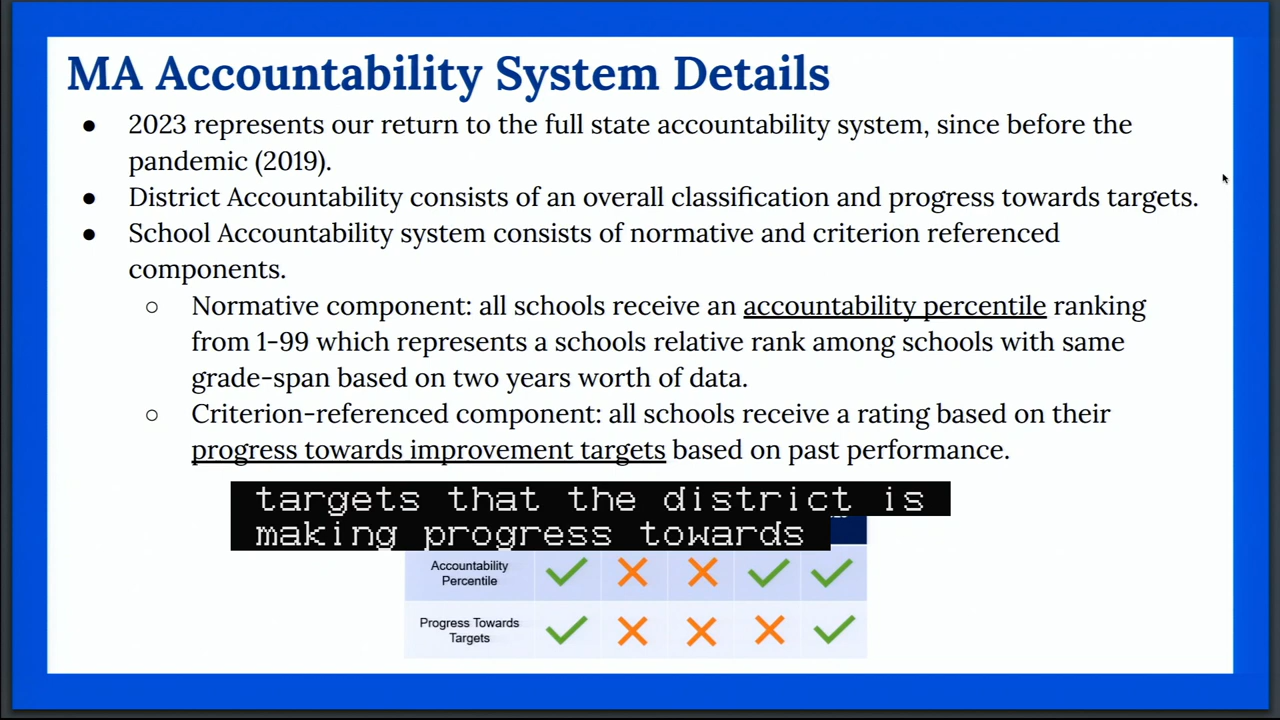 MA Accountability System Details
● 2023 represents our return to the full state accountability system, since before the
pandemic (2019).
● District Accountability consists of an overall classification and progress towards targets.
● School Accountability system consists of normative and criterion referenced
components.
○ Normative component: all schools receive an accountability percentile ranking
from 1-99 which represents a schools relative rank among schools with same
grade-span based on two years worth of data.
○ Criterion-referenced component: all schools receive a rating based on their
progress towards improvement targets based on past performance.
targets that the district is
making progress towards
Accountability
Percentile
Progress Towards
Targets